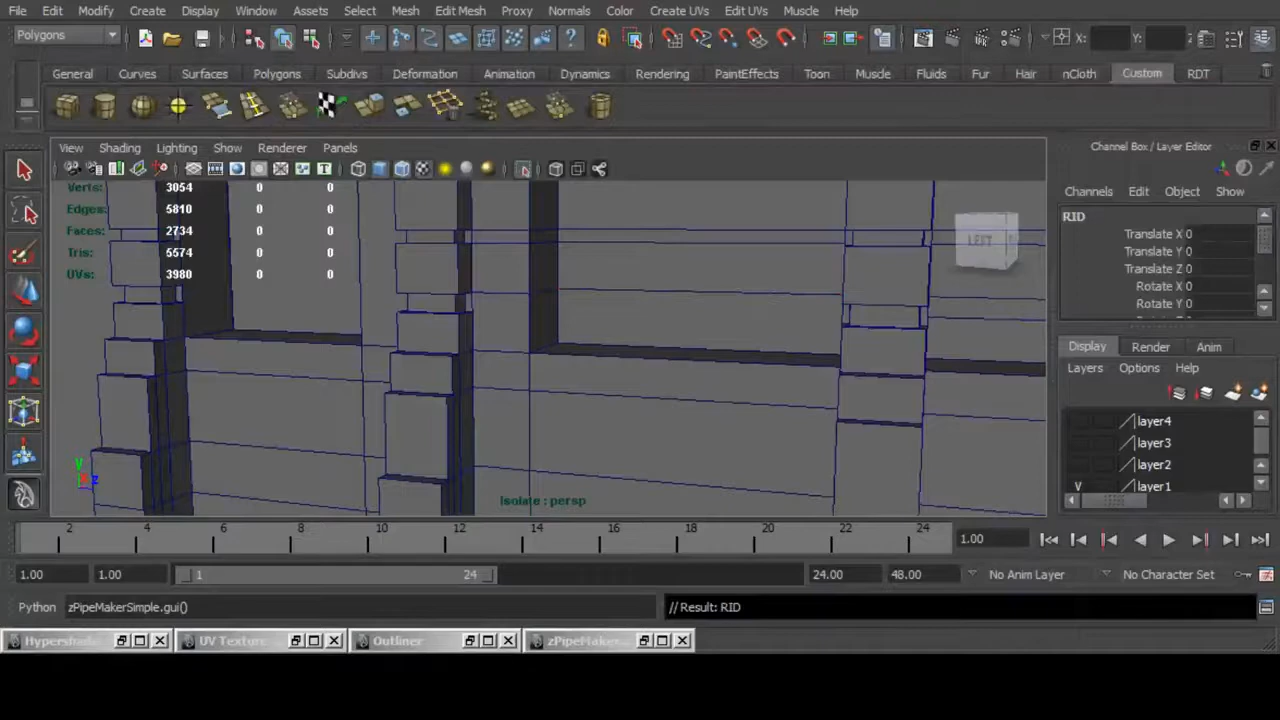 File Edit Modify Create Display Window Assets Select Mesh Edit Mesh Proxy Normals Color Create UVs Edit UVs Muscle Help
Polygons X: Y: Z
General Curves Surfaces Polygons Subdivs Deformation Animation Dynamics Rendering PaintEffects Toon Muscle Fluids Fur Hair nCloth Custom RDT
View Shading Lighting Show Renderer Panels
Channel Box / Layer Editor
Channels Edit Object Show
Verts: 3054 0 0
Edges: 5810 0 0
Faces: 2734 0 0
Tris: 5574 0 0
UVs: 3980 0 0
LEFT
RID
Translate X 0
Translate Y 0
Translate Z 0
Rotate X 0
Rotate Y 0
Display Render Anim
Layers Options Help
layer4
layer3
layer2
V layer1
Y
z
Isolate : persp
2 4 6 8 10 12 14 16 18 20 22 24
1.00
1.00 1.00 1 24 24.00 48.00 No Anim Layer No Character Set
Python zPipeMakerSimple.gui() // Result: RID
Hypershad UV Texture Outliner zPipeMake